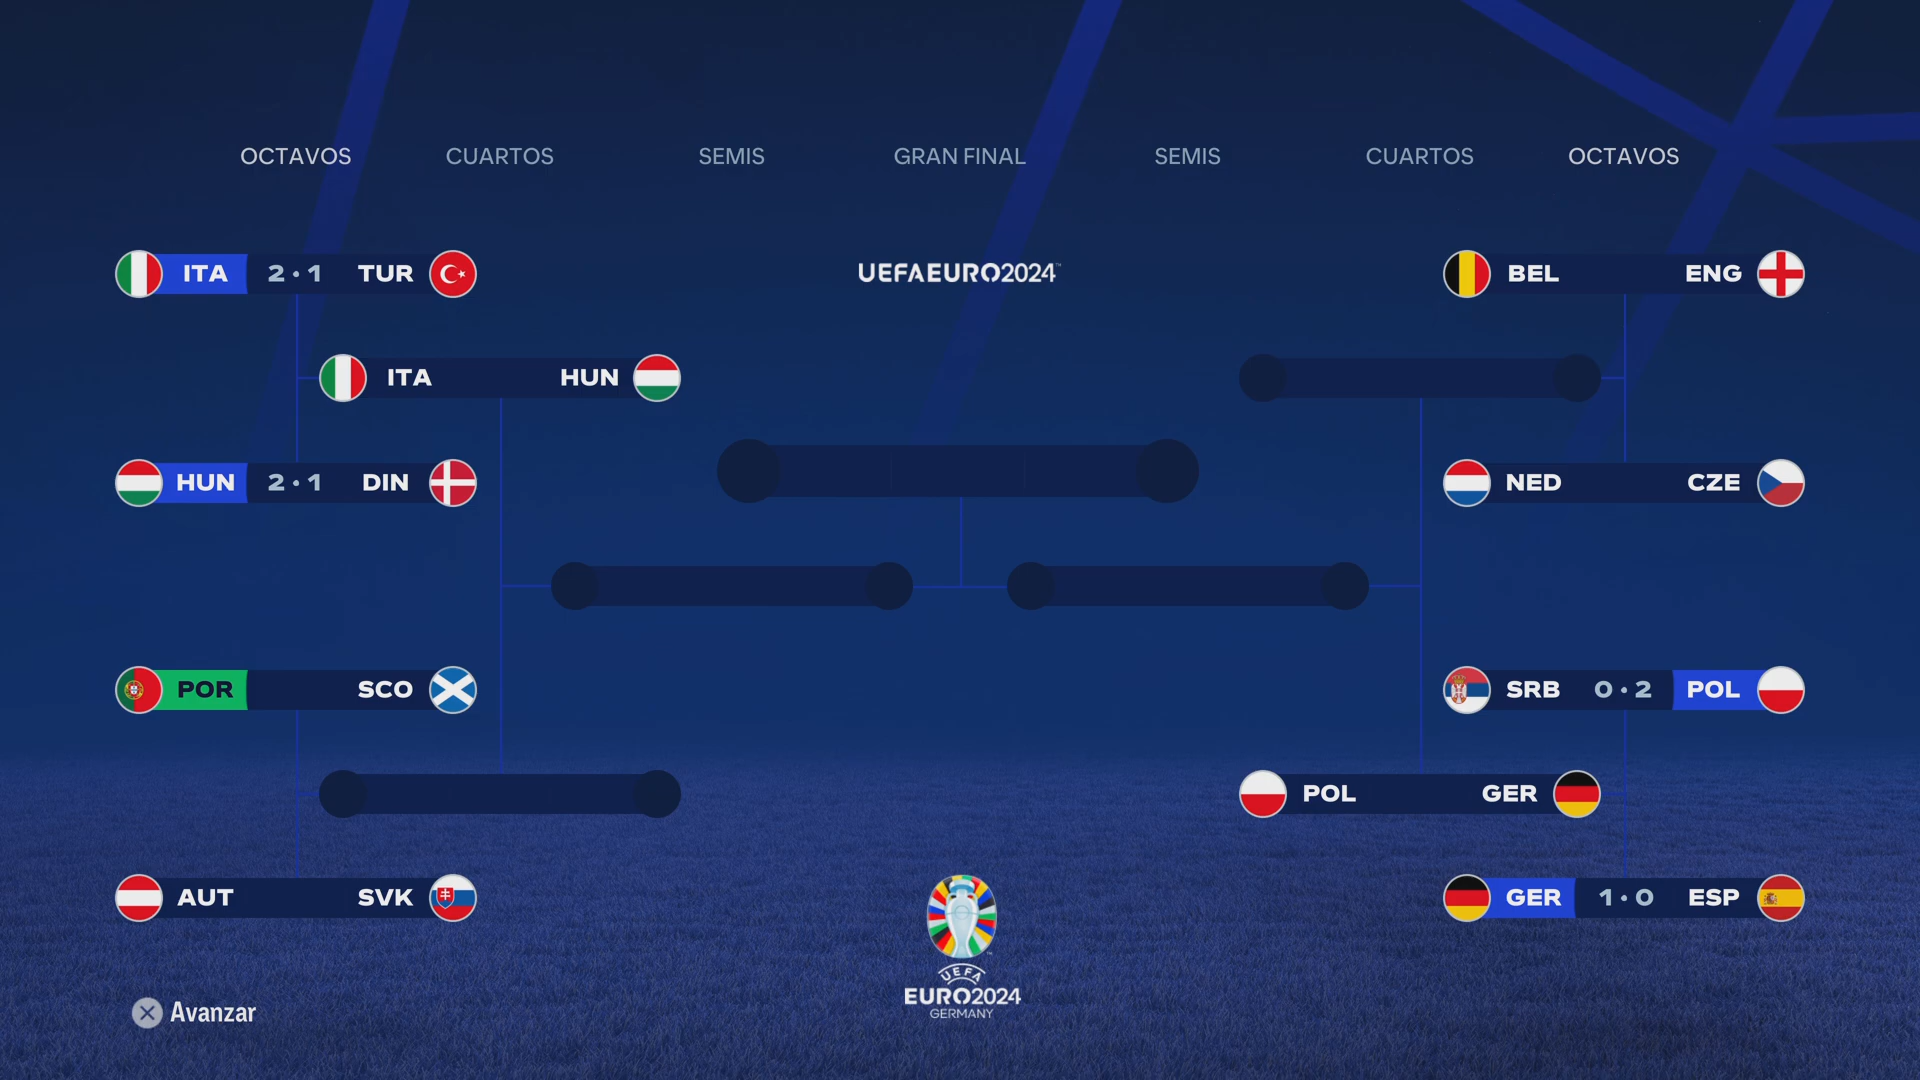 OCTAVOS CUARTOS SEMIS GRAN FINAL SEMIS CUARTOS OCTAVOS
ITA 2 • 1 TUR
UEFAEURO2024™
BEL ENG
ITA HUN
HUN 2 • 1 DIN
NED CZE
POR SCO
SRB 0 • 2 POL
POL GER
AUT SVK
GER 1 • 0 ESP
UEFA
EURO2024
GERMANY
Avanzar